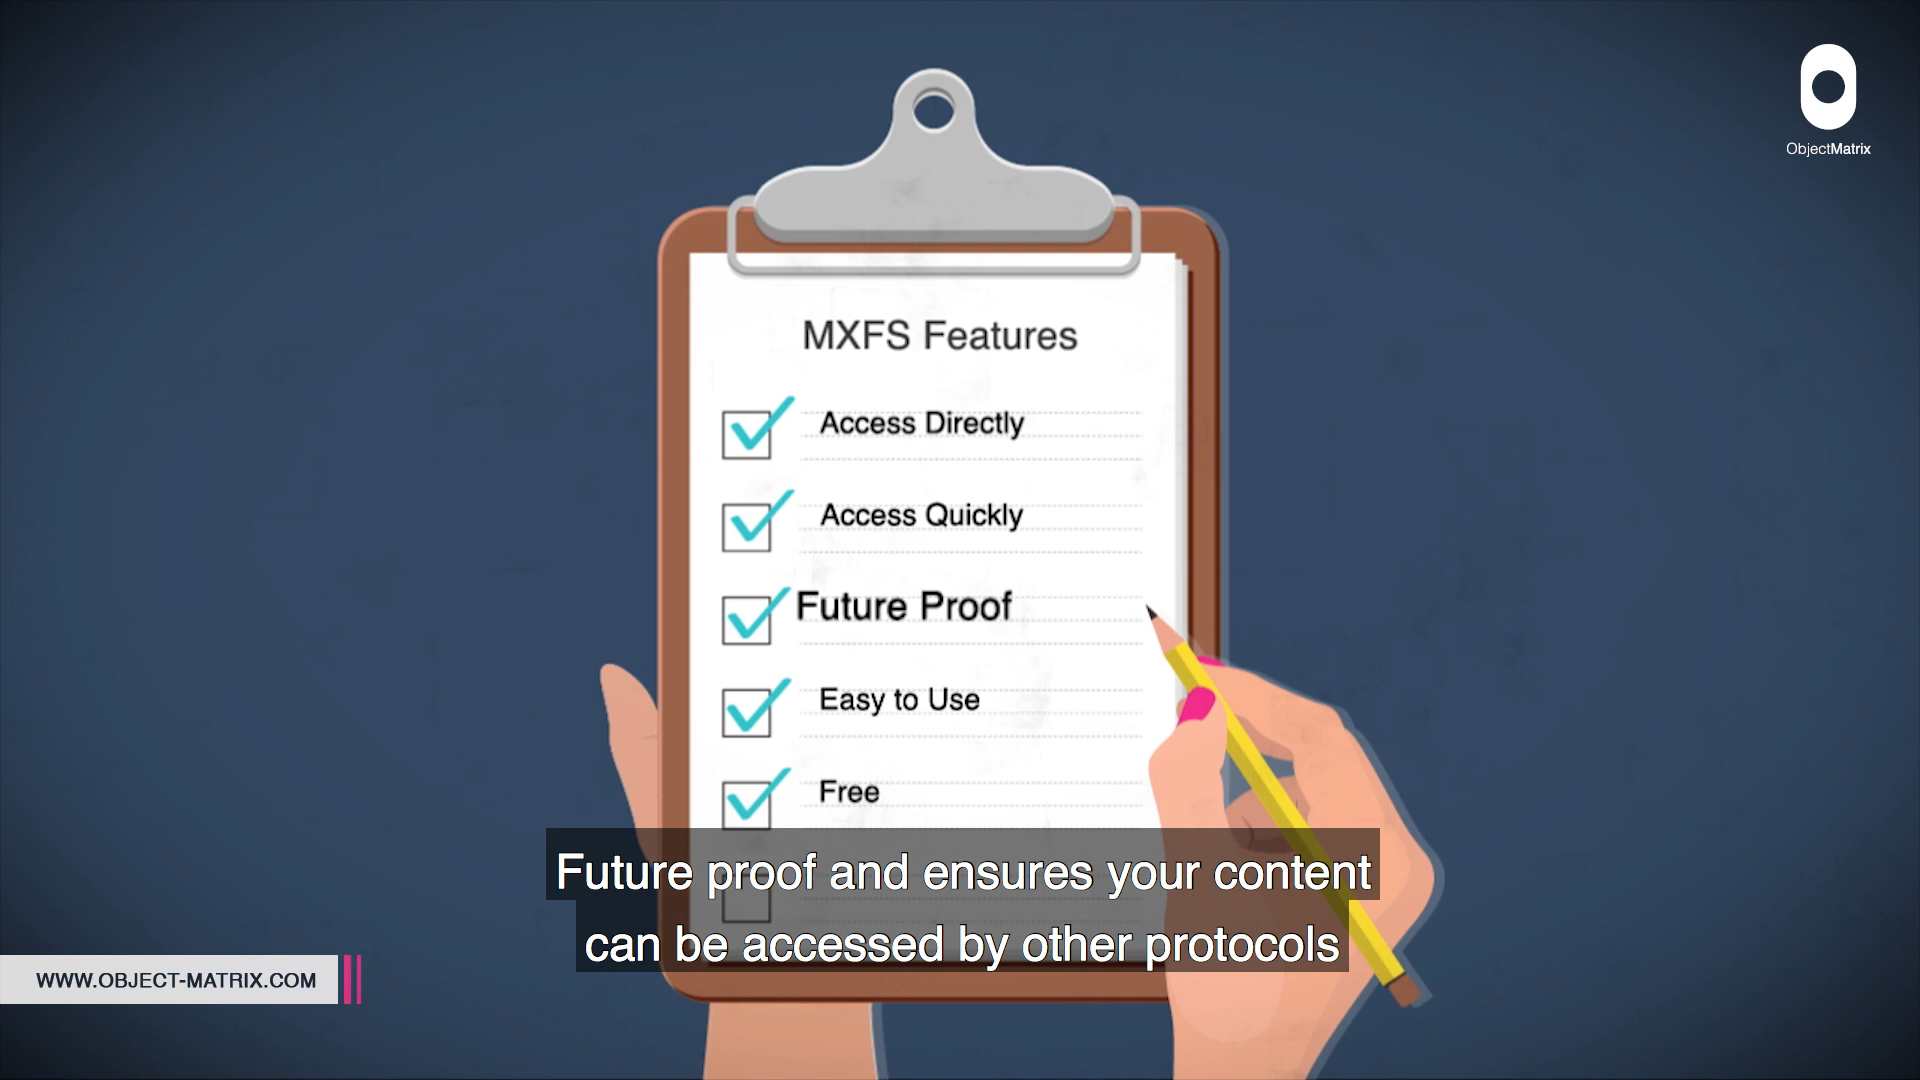 ObjectMatrix
MXFS Features
Access Directly
Access Quickly
Future Proof
Easy to Use
Free
Future proof and ensures your content
can be accessed by other protocols
WWW.OBJECT-MATRIX.COM